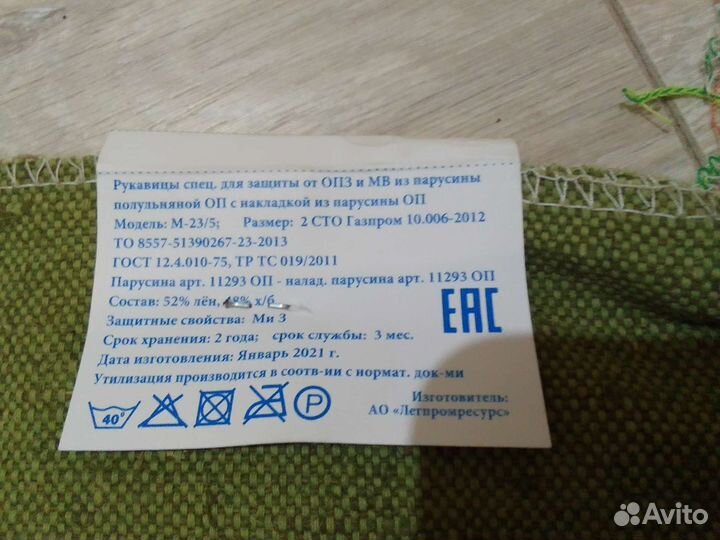 Рукавицы спец. для защиты от ОПЗ и МВ из парусины
полульняной ОП с накладкой из парусины ОП
Модель: М-23/5; Размер: 2 СТО Газпром 10.006-2012
ТО 8557-51390267-23-2013
ГОСТ 12.4.010-75, ТР ТС 019/2011
Парусина арт. 11293 ОП - налад. парусина арт. 11293 ОП
Состав: 52% лён, 48% х/б
Защитные свойства: Ми З
Срок хранения: 2 года; срок службы: 3 мес.
Дата изготовления: Январь 2021 г.
Утилизация производится в соотв-ии с нормат. док-ми
EAC
40°
P
Изготовитель:
АО «Легпромресурс»
Avito